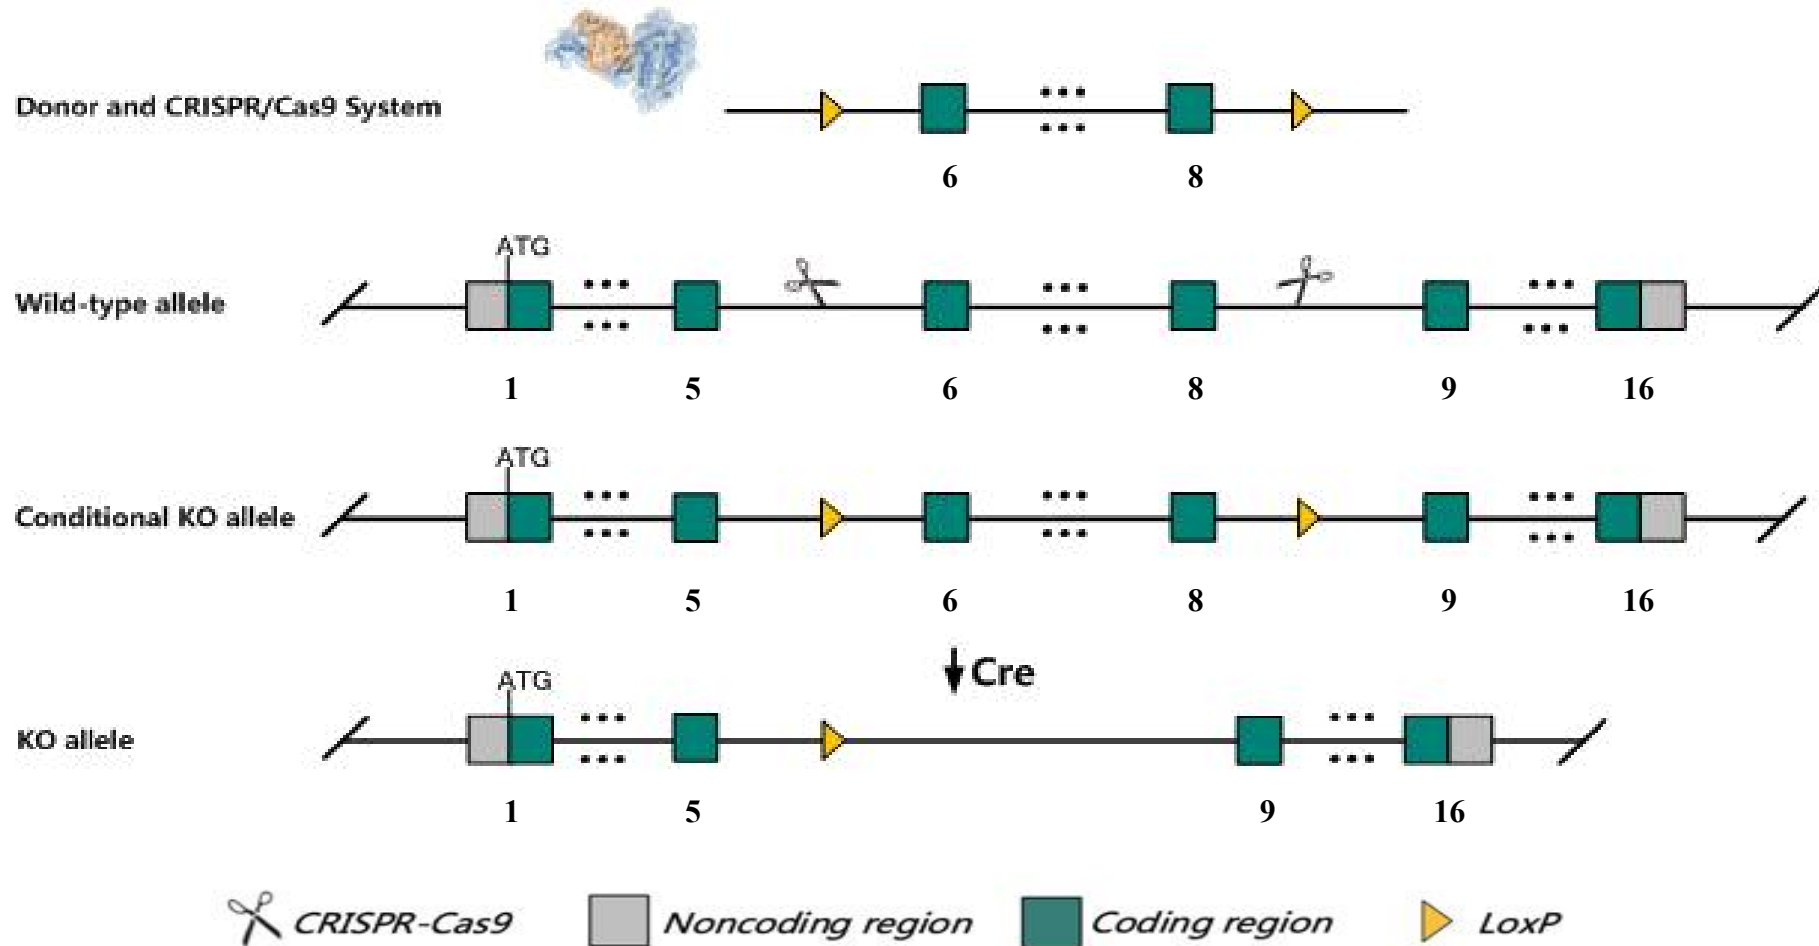 Donor and CRISPR/Cas9 System
6 8
ATG
Wild-type allele
1 5 6 8 9 16
ATG
Conditional KO allele
1 5 6 8 9 16
Cre
ATG
KO allele
1 5 9 16
CRISPR-Cas9 Noncoding region Coding region LoxP